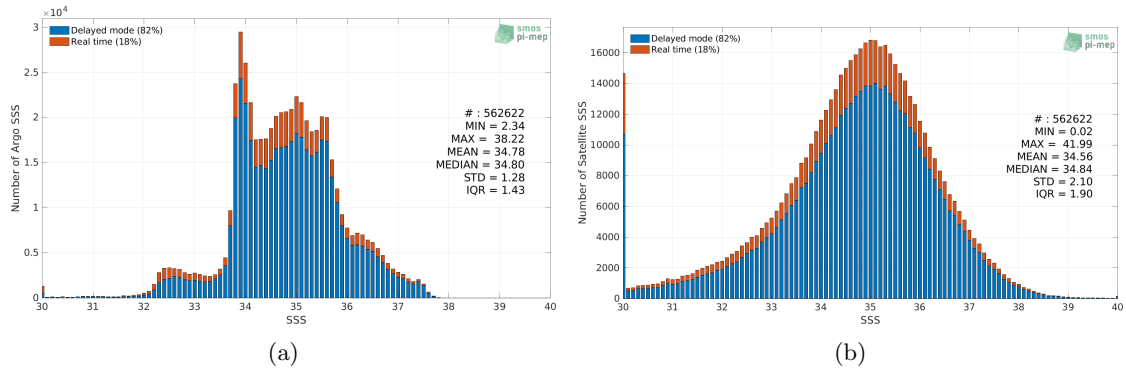 ×10⁴
3
2.5
2
1.5
1
0.5
0
Number of Argo SSS
Delayed mode (82%)
Real time (18%)
smos
pi-mep
# : 562622
MIN = 2.34
MAX = 38.22
MEAN = 34.78
MEDIAN = 34.80
STD = 1.28
IQR = 1.43
30 31 32 33 34 35 36 37 38 39 40
SSS
(a)
16000
14000
12000
10000
8000
6000
4000
2000
0
Number of Satellite SSS
Delayed mode (82%)
Real time (18%)
smos
pi-mep
# : 562622
MIN = 0.02
MAX = 41.99
MEAN = 34.56
MEDIAN = 34.84
STD = 2.10
IQR = 1.90
30 31 32 33 34 35 36 37 38 39 40
SSS
(b)